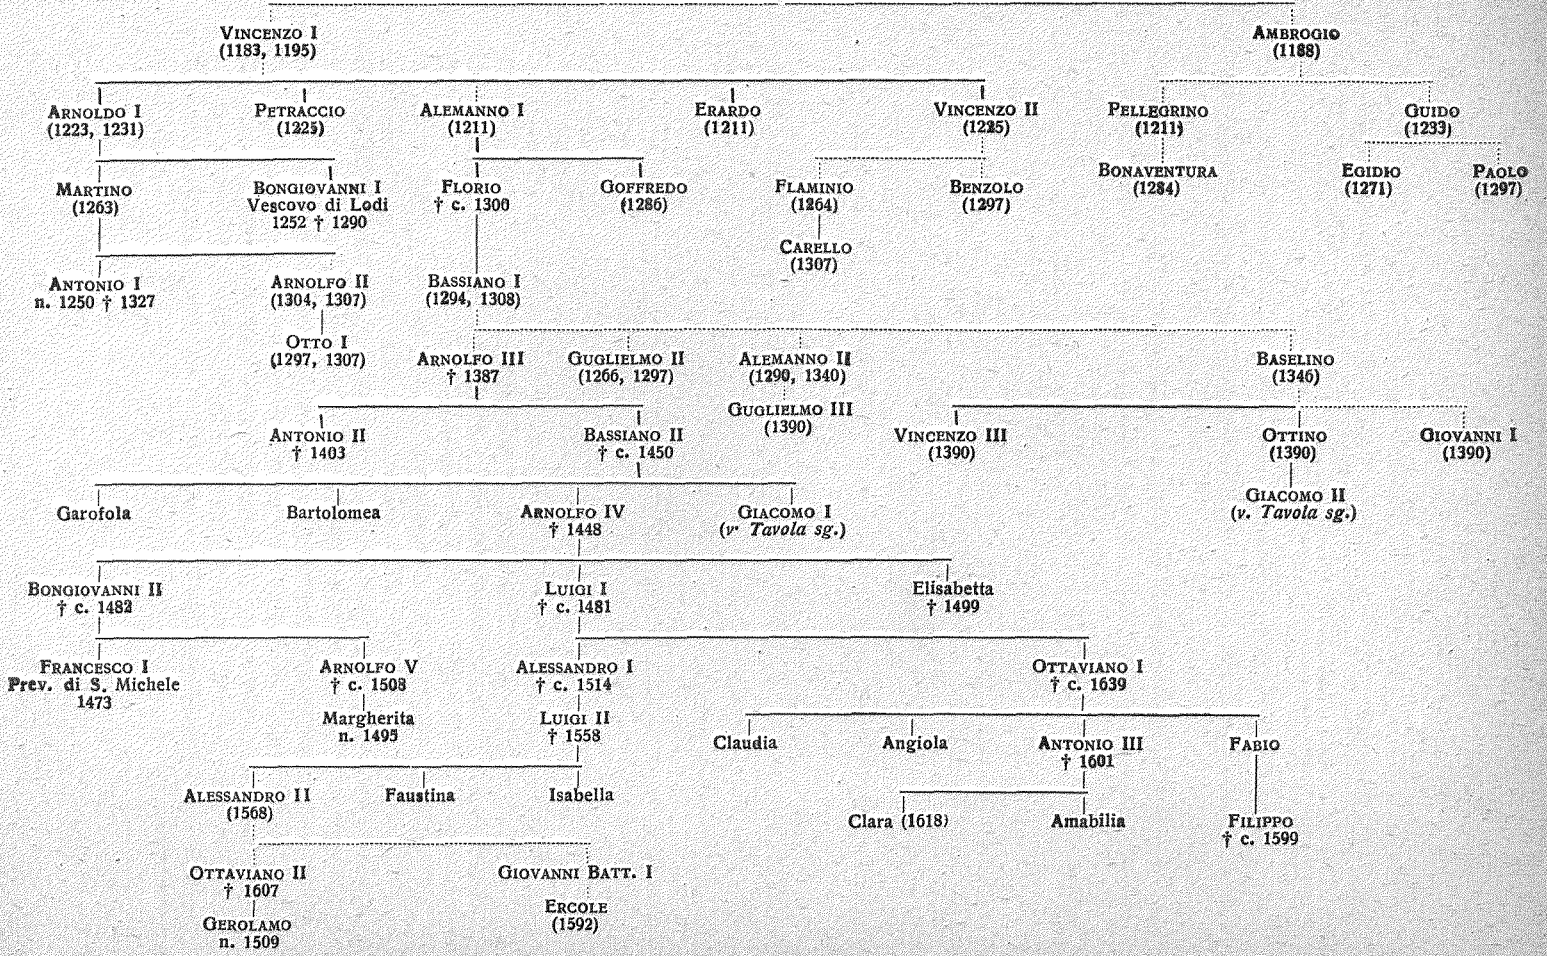 VINCENZO I
(1183, 1195)
AMBROGIO
(1188)
ARNOLDO I
(1223, 1231)
PETRACCIO
(1225)
ALEMANNO I
(1211)
ERARDO
(1211)
VINCENZO II
(1225)
PELLEGRINO
(1211)
GUIDO
(1233)
MARTINO
(1263)
BONGIOVANNI I
Vescovo di Lodi
1252 † 1290
FLORIO
† c. 1300
GOFFREDO
(1286)
FLAMINIO
(1264)
BENZOLO
(1297)
BONAVENTURA
(1284)
EGIDIO
(1271)
PAOLO
(1297)
CARELLO
(1307)
ANTONIO I
n. 1250 † 1327
ARNOLFO II
(1304, 1307)
BASSIANO I
(1294, 1308)
OTTO I
(1297, 1307)
ARNOLFO III
† 1387
GUGLIELMO II
(1266, 1297)
ALEMANNO II
(1290, 1340)
BASELINO
(1346)
GUGLIELMO III
(1390)
ANTONIO II
† 1403
BASSIANO II
† c. 1450
VINCENZO III
(1390)
OTTINO
(1390)
GIOVANNI I
(1390)
Garofola
Bartolomea
ARNOLFO IV
† 1448
GIACOMO I
(v. Tavola sg.)
GIACOMO II
(v. Tavola sg.)
BONGIOVANNI II
† c. 1482
LUIGI I
† c. 1481
Elisabetta
† 1499
FRANCESCO I
Prev. di S. Michele
1473
ARNOLFO V
† c. 1508
ALESSANDRO I
† c. 1514
OTTAVIANO I
† c. 1639
Margherita
n. 1495
LUIGI II
† 1558
Claudia
Angiola
ANTONIO III
† 1601
FABIO
ALESSANDRO II
(1568)
Faustina
Isabella
Clara (1618)
Amabilia
FILIPPO
† c. 1599
OTTAVIANO II
† 1607
GIOVANNI BATT. I
GEROLAMO
n. 1509
ERCOLE
(1592)